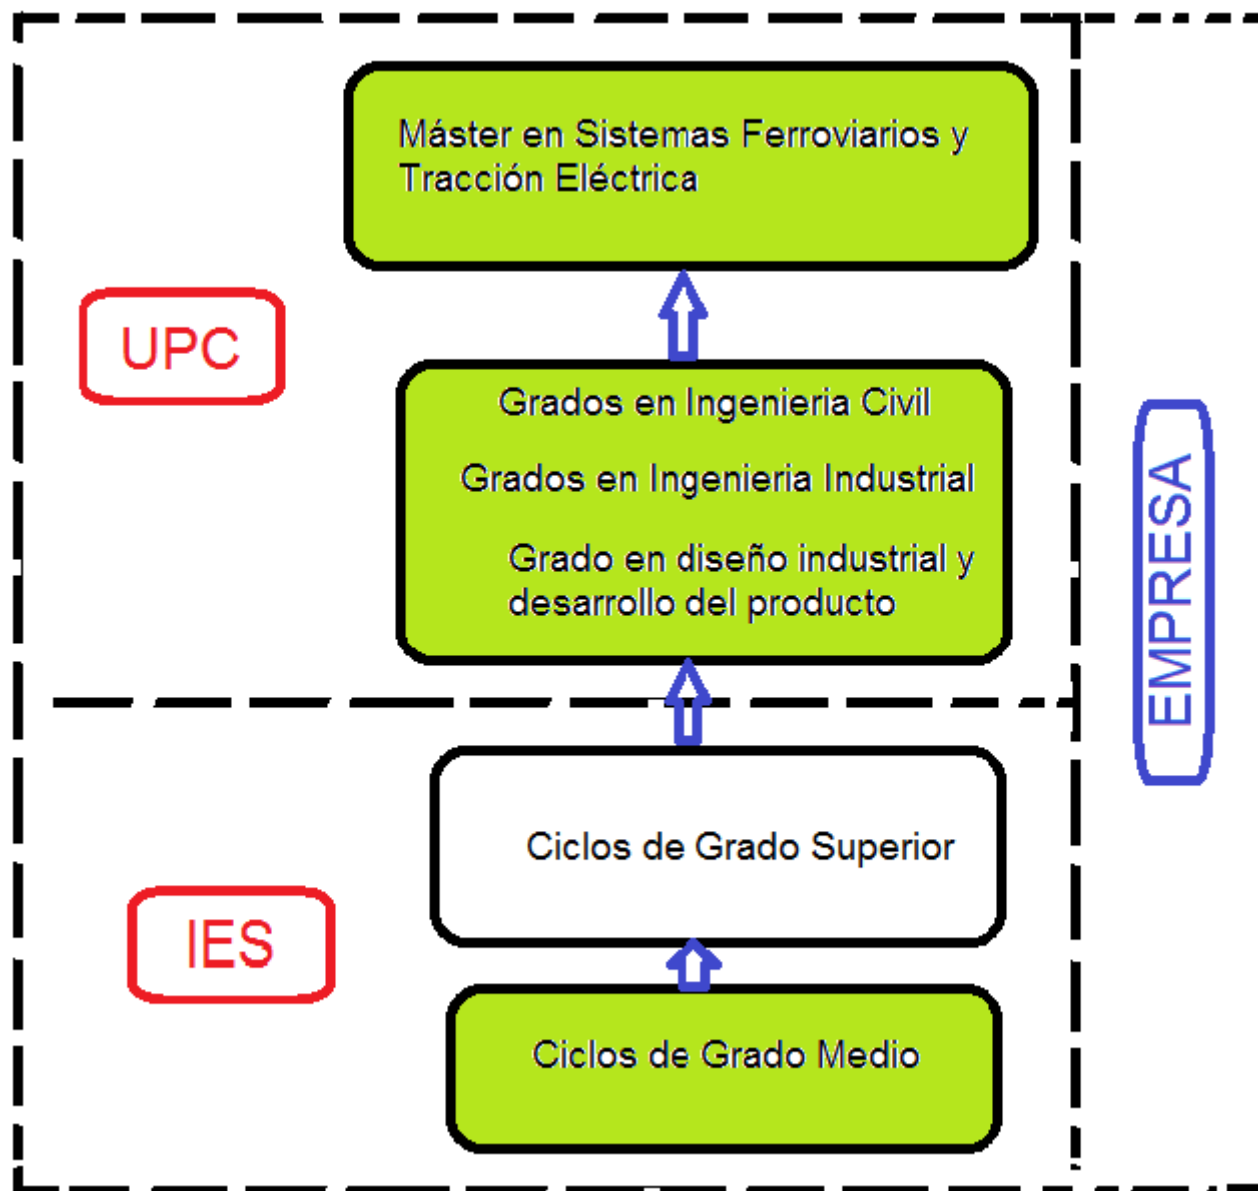 Máster en Sistemas Ferroviarios y
Tracción Eléctrica
UPC
Grados en Ingenieria Civil
Grados en Ingenieria Industrial
Grado en diseño industrial y
desarrollo del producto
EMPRESA
Ciclos de Grado Superior
IES
Ciclos de Grado Medio